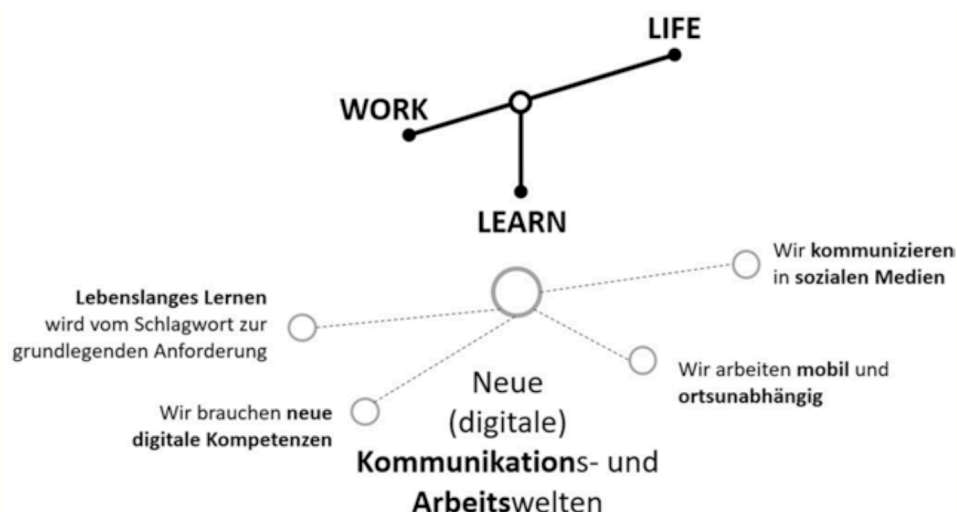 LIFE
WORK
LEARN
Wir kommunizieren
in sozialen Medien
Lebenslanges Lernen
wird vom Schlagwort zur
grundlegenden Anforderung
Wir arbeiten mobil und
ortsunabhängig
Wir brauchen neue
digitale Kompetenzen
Neue
(digitale)
Kommunikations- und
Arbeitswelten